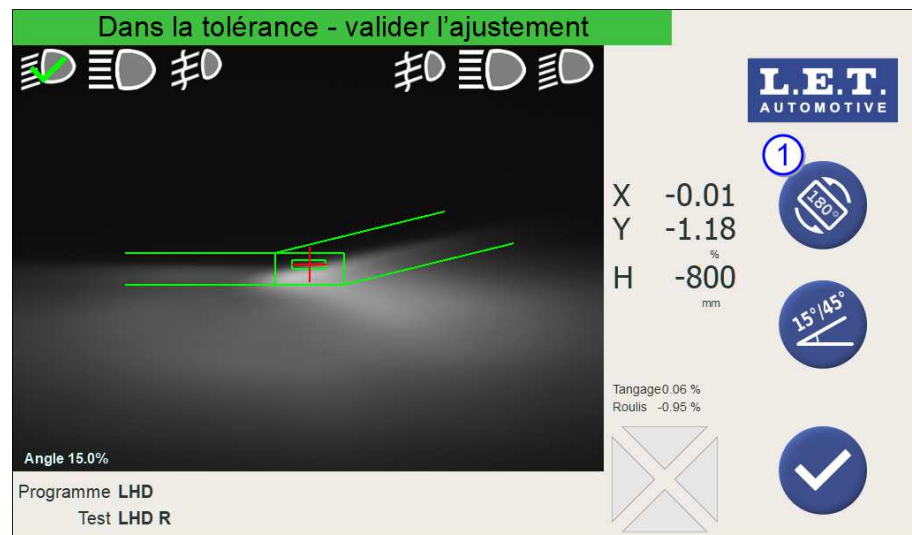 Dans la tolérance - valider l'ajustement
L.E.T.
AUTOMOTIVE
1
180°
X -0.01
Y -1.18
%
H -800
mm
15°/45°
Tangage0.06 %
Roulis -0.95 %
Angle 15.0%
Programme LHD
Test LHD R